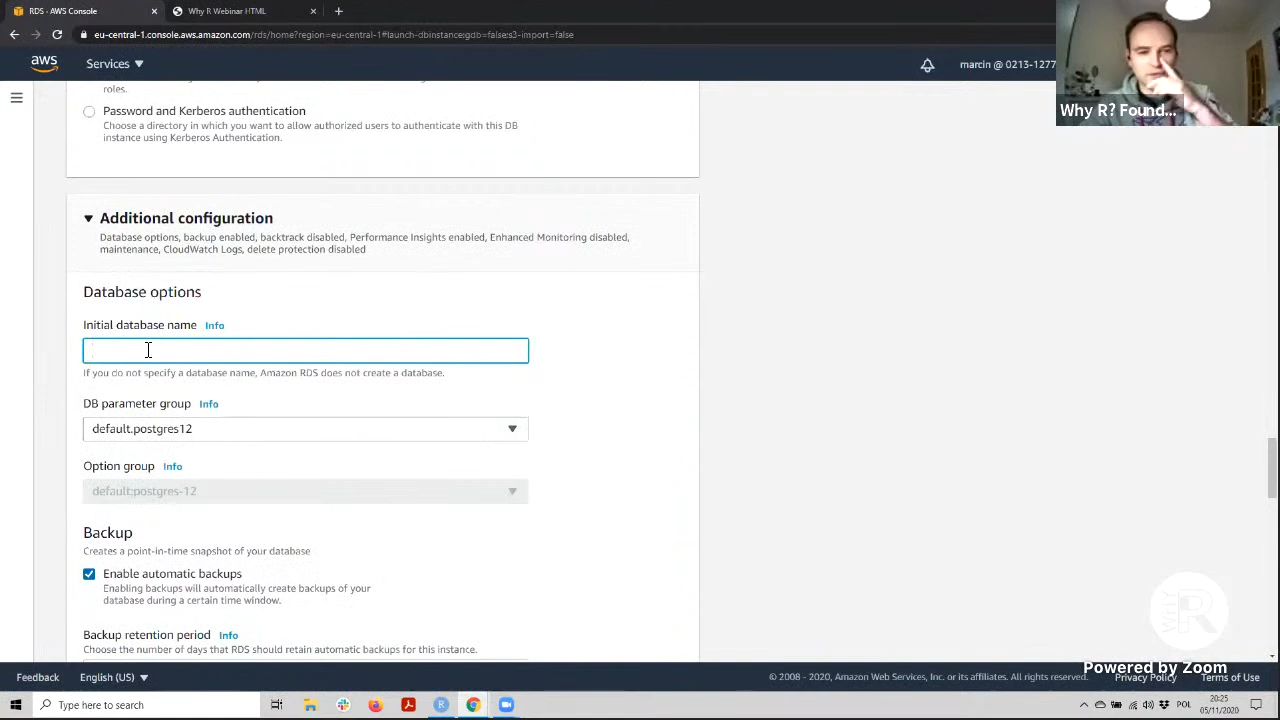 RDS - AWS Console
Why R Webinar HTML
eu-central-1.console.aws.amazon.com/rds/home?region=eu-central-1#launch-dbinstance:gdb=false;s3-import=false
aws
Services
marcin @ 0213-1277
Why R? Found...
roles.
Password and Kerberos authentication
Choose a directory in which you want to allow authorized users to authenticate with this DB
instance using Kerberos Authentication.
Additional configuration
Database options, backup enabled, backtrack disabled, Performance Insights enabled, Enhanced Monitoring disabled,
maintenance, CloudWatch Logs, delete protection disabled
Database options
Initial database name Info
If you do not specify a database name, Amazon RDS does not create a database.
DB parameter group Info
default.postgres12
Option group Info
default:postgres-12
Backup
Creates a point-in-time snapshot of your database
Enable automatic backups
Enabling backups will automatically create backups of your
database during a certain time window.
Backup retention period Info
Choose the number of days that RDS should retain automatic backups for this instance.
WHY R
Powered by Zoom
Feedback
English (US)
© 2008 - 2020, Amazon Web Services, Inc. or its affiliates. All rights reserved.
Privacy Policy
Terms of Use
Type here to search
POL
20:25
05/11/2020